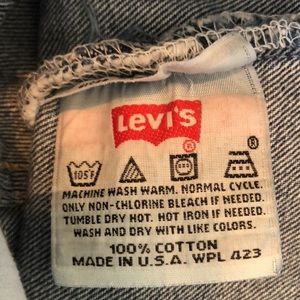 Levi's
®
105F ®
MACHINE WASH WARM. NORMAL CYCLE.
ONLY NON-CHLORINE BLEACH IF NEEDED.
TUMBLE DRY HOT. HOT IRON IF NEEDED.
WASH AND DRY WITH LIKE COLORS.
100% COTTON
MADE IN U.S.A. WPL 423